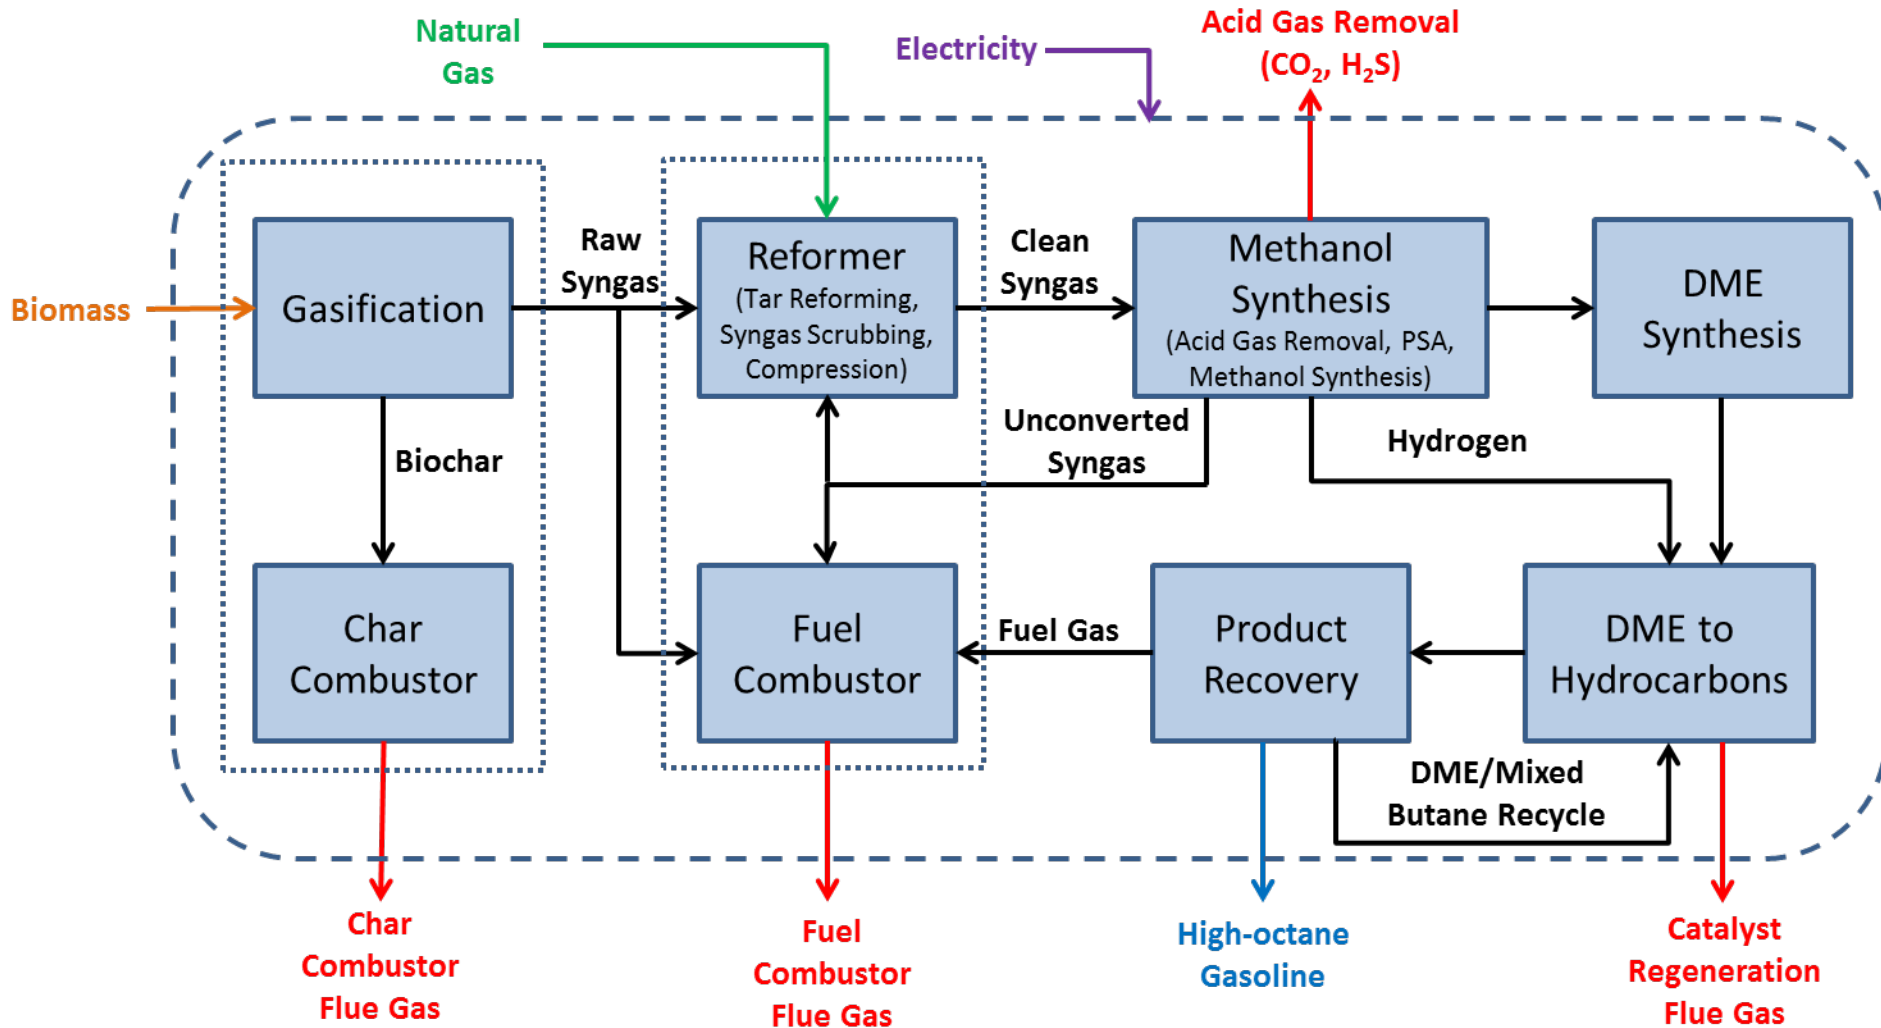 Natural
Gas
Electricity
Acid Gas Removal
(CO₂, H₂S)
Biomass
Gasification
Raw
Syngas
Reformer
(Tar Reforming,
Syngas Scrubbing,
Compression)
Clean
Syngas
Methanol
Synthesis
(Acid Gas Removal, PSA,
Methanol Synthesis)
DME
Synthesis
Biochar
Unconverted
Syngas
Hydrogen
Char
Combustor
Fuel
Combustor
Fuel Gas
Product
Recovery
DME to
Hydrocarbons
DME/Mixed
Butane Recycle
Char
Combustor
Flue Gas
Fuel
Combustor
Flue Gas
High-octane
Gasoline
Catalyst
Regeneration
Flue Gas